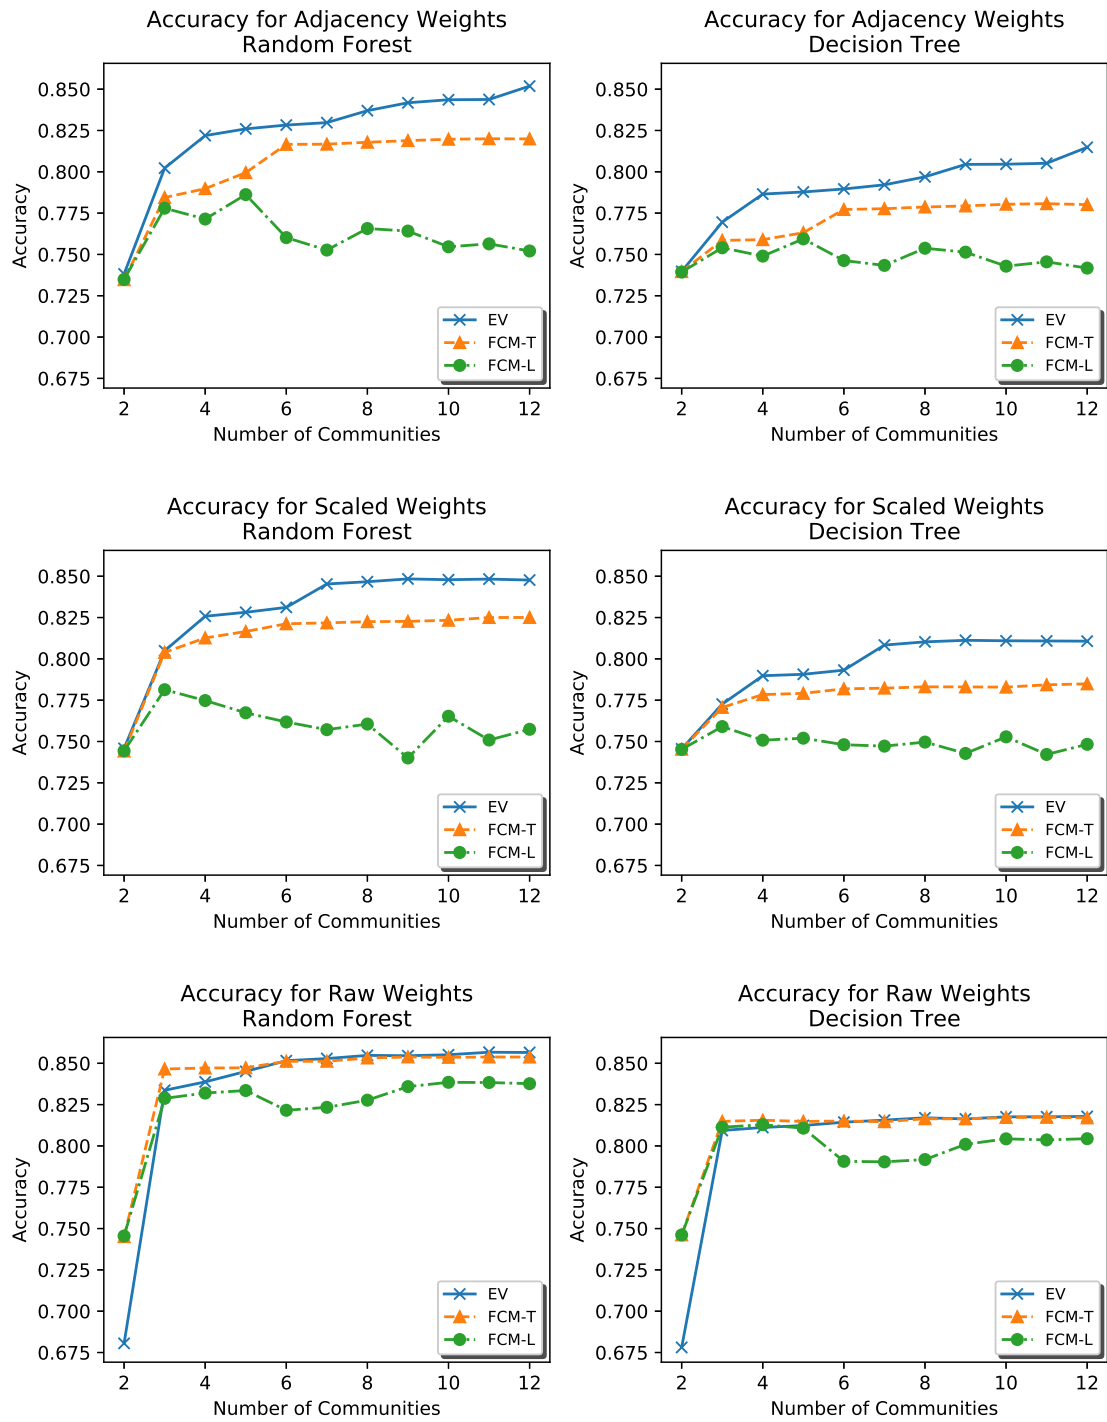 Accuracy for Adjacency Weights
Random Forest
Accuracy
0.850
0.825
0.800
0.775
0.750
0.725
0.700
0.675
2 4 6 8 10 12
Number of Communities
EV
FCM-T
FCM-L
Accuracy for Adjacency Weights
Decision Tree
Accuracy
0.850
0.825
0.800
0.775
0.750
0.725
0.700
0.675
2 4 6 8 10 12
Number of Communities
EV
FCM-T
FCM-L
Accuracy for Scaled Weights
Random Forest
Accuracy
0.850
0.825
0.800
0.775
0.750
0.725
0.700
0.675
2 4 6 8 10 12
Number of Communities
EV
FCM-T
FCM-L
Accuracy for Scaled Weights
Decision Tree
Accuracy
0.850
0.825
0.800
0.775
0.750
0.725
0.700
0.675
2 4 6 8 10 12
Number of Communities
EV
FCM-T
FCM-L
Accuracy for Raw Weights
Random Forest
Accuracy
0.850
0.825
0.800
0.775
0.750
0.725
0.700
0.675
2 4 6 8 10 12
Number of Communities
EV
FCM-T
FCM-L
Accuracy for Raw Weights
Decision Tree
Accuracy
0.850
0.825
0.800
0.775
0.750
0.725
0.700
0.675
2 4 6 8 10 12
Number of Communities
EV
FCM-T
FCM-L